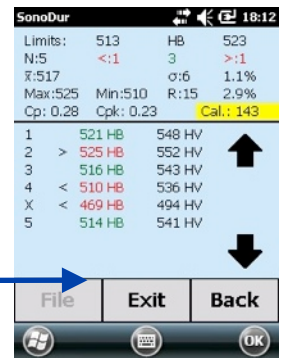 SonoDur 18:12
Limits: 513 HB 523
N:5 <:1 3 >:1
x̄:517 σ:6 1.1%
Max:525 Min:510 R:15 2.9%
Cp: 0.28 Cpk: 0.23 Cal.: 143
1 521 HB 548 HV
2 > 525 HB 552 HV
3 516 HB 543 HV
4 < 510 HB 536 HV
X < 469 HB 494 HV
5 514 HB 541 HV
File Exit Back
OK